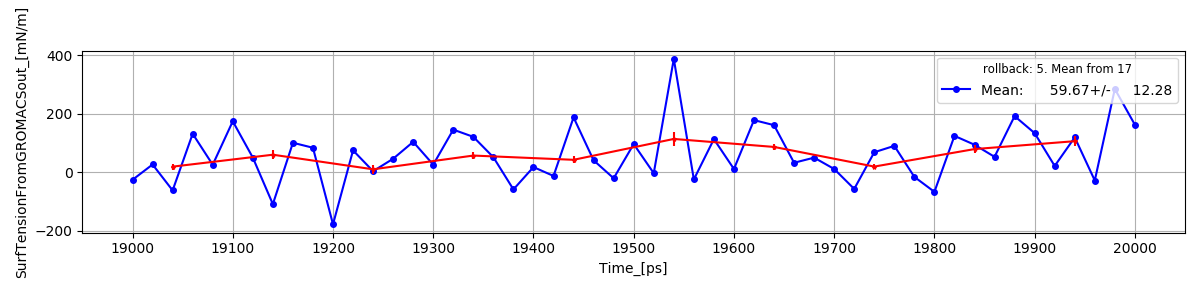 SurfTensionFromGROMACSout_[mN/m]
400
200
0
−200
rollback: 5. Mean from 17
Mean: 59.67+/- 12.28
19000 19100 19200 19300 19400 19500 19600 19700 19800 19900 20000
Time_[ps]